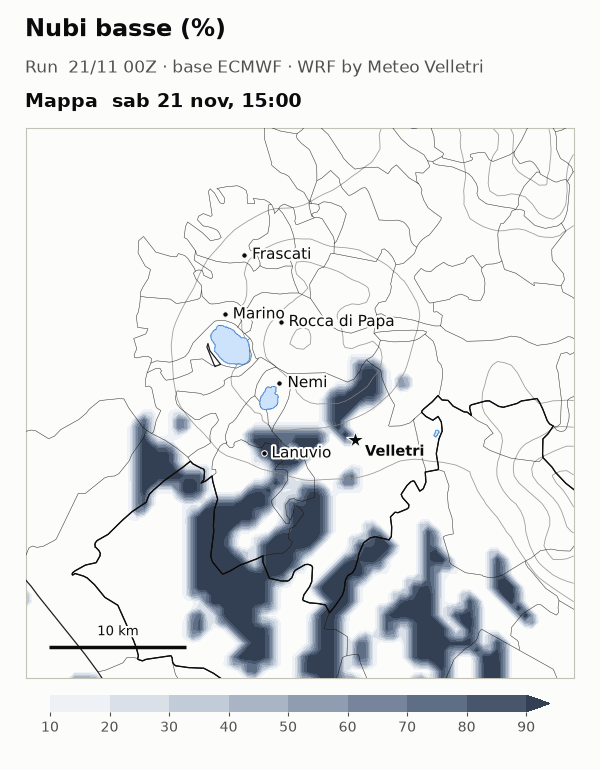 Nubi basse (%)
Run 21/11 00Z · base ECMWF · WRF by Meteo Velletri
Mappa sab 21 nov, 15:00
Frascati
Marino
Rocca di Papa
Nemi
Velletri
Lanuvio
10 km
10 20 30 40 50 60 70 80 90